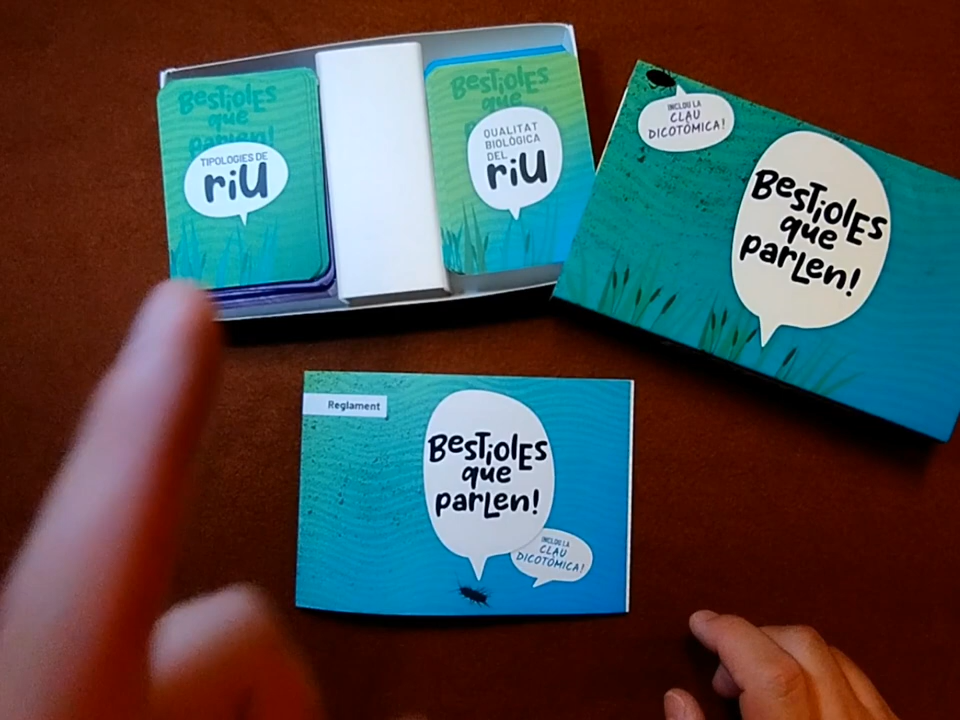 BESTIOLES
que
parlen!
TIPOLOGIES DE
riU
BESTIOLES
que
QUALITAT
BIOLÒGICA
DEL
riU
INCLOU LA
CLAU
DICOTÒMICA!
BESTIOLES
que
parlen!
Reglament
BESTIOLES
que
parlen!
INCLOU LA
CLAU
DICOTÒMICA!